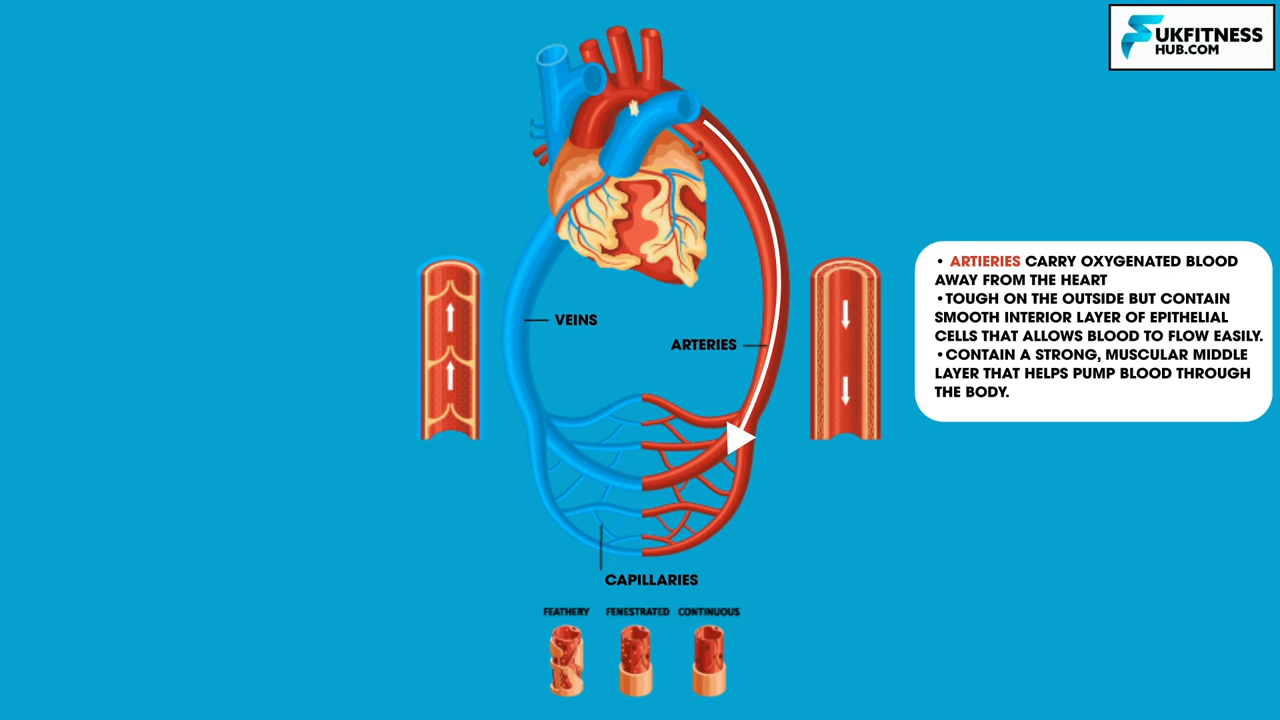 UKFITNESS
HUB.COM
• ARTIERIES CARRY OXYGENATED BLOOD
AWAY FROM THE HEART
•TOUGH ON THE OUTSIDE BUT CONTAIN
SMOOTH INTERIOR LAYER OF EPITHELIAL
CELLS THAT ALLOWS BLOOD TO FLOW EASILY.
•CONTAIN A STRONG, MUSCULAR MIDDLE
LAYER THAT HELPS PUMP BLOOD THROUGH
THE BODY.
VEINS
ARTERIES
CAPILLARIES
FEATHERY FENESTRATED CONTINUOUS